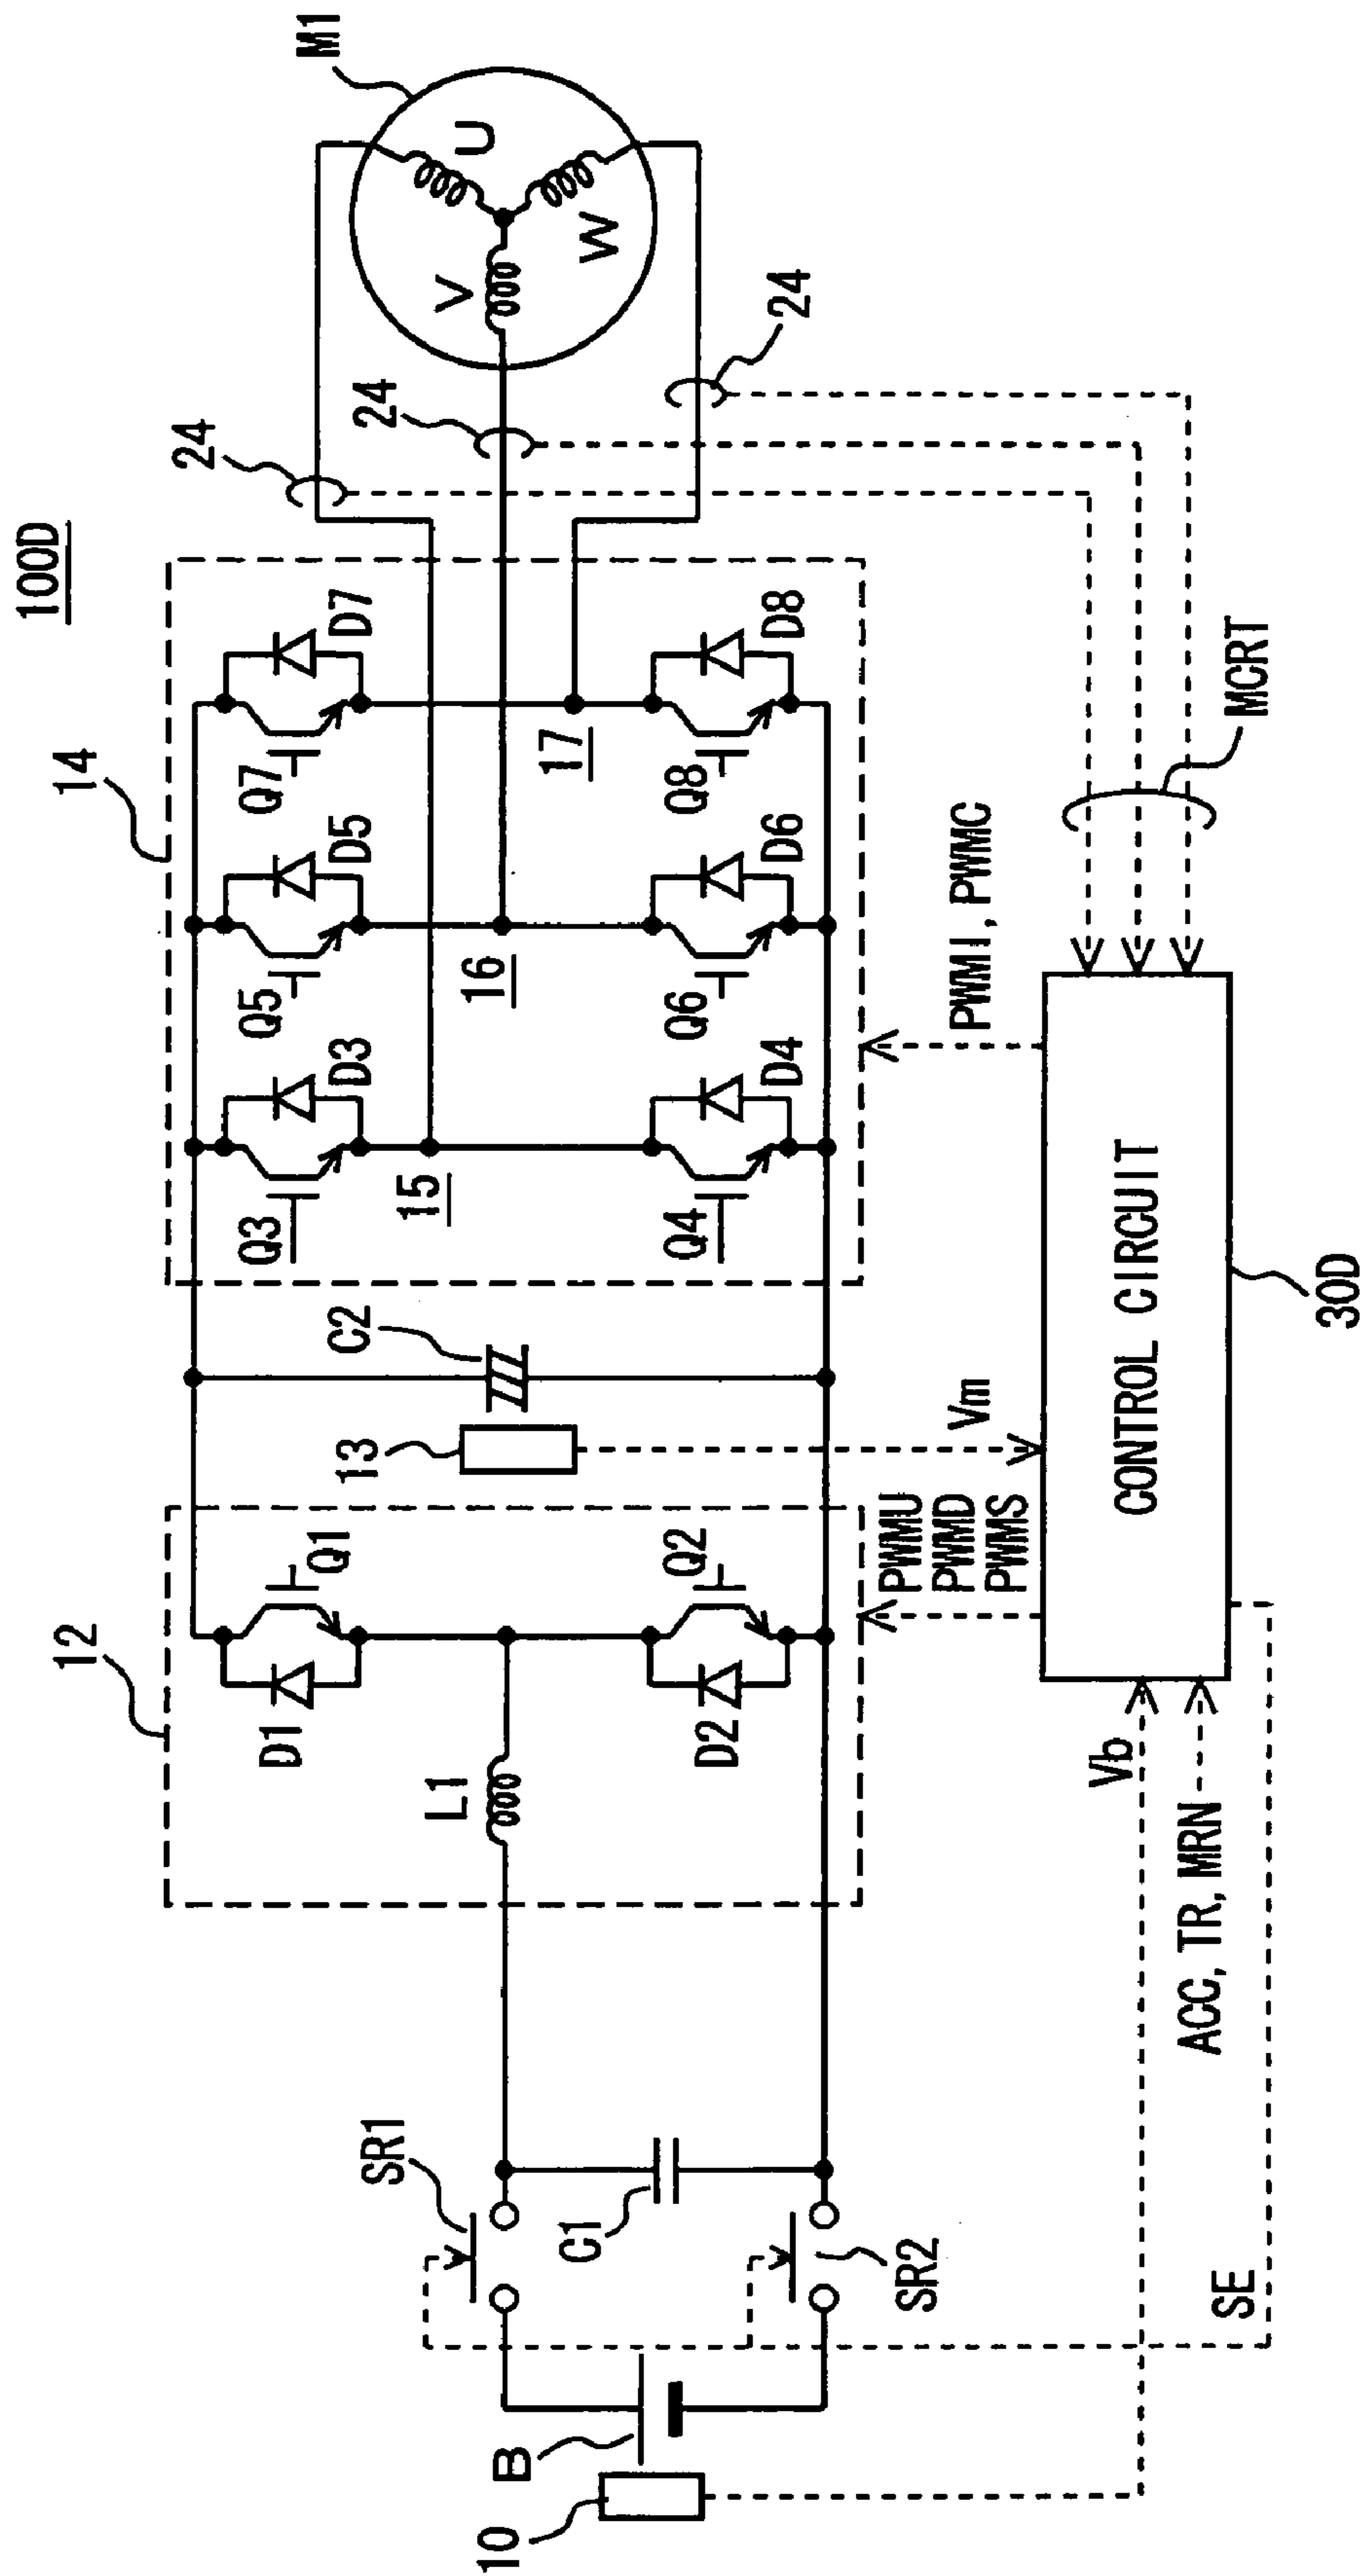 100D
M1
U
V
W
24
24
24
14
D7
Q7
D5
Q5
D3
Q3
17
16
15
D8
Q8
D6
Q6
D4
Q4
MCRT
PWMI, PWMC
C2
13
Vm
12
Q1
D1
L1
Q2
D2
PWMU
PWMD
PWMS
CONTROL CIRCUIT
30D
Vb
ACC, TR, MRN
SR1
C1
SR2
SE
B
10